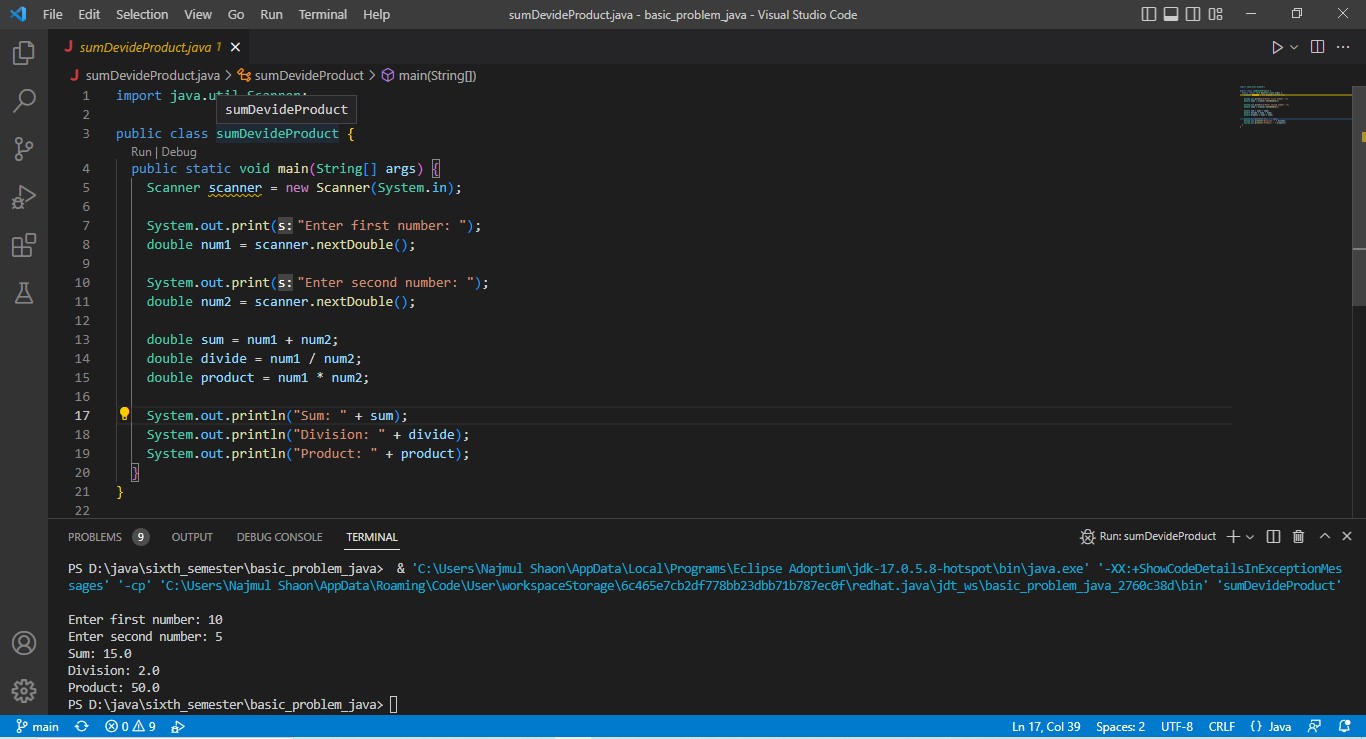 File Edit Selection View Go Run Terminal Help sumDevideProduct.java - basic_problem_java - Visual Studio Code
J sumDevideProduct.java 1
J sumDevideProduct.java > sumDevideProduct > main(String[])
1 import java.util.Scanner;
sumDevideProduct
2
3 public class sumDevideProduct {
Run | Debug
4 public static void main(String[] args) {
5 Scanner scanner = new Scanner(System.in);
6
7 System.out.print(s: "Enter first number: ");
8 double num1 = scanner.nextDouble();
9
10 System.out.print(s: "Enter second number: ");
11 double num2 = scanner.nextDouble();
12
13 double sum = num1 + num2;
14 double divide = num1 / num2;
15 double product = num1 * num2;
16
17 System.out.println("Sum: " + sum);
18 System.out.println("Division: " + divide);
19 System.out.println("Product: " + product);
20 }
21 }
22
PROBLEMS 9 OUTPUT DEBUG CONSOLE TERMINAL Run: sumDevideProduct
PS D:\java\sixth_semester\basic_problem_java> & 'C:\Users\Najmul Shaon\AppData\Local\Programs\Eclipse Adoptium\jdk-17.0.5.8-hotspot\bin\java.exe' '-XX:+ShowCodeDetailsInExceptionMes
sages' '-cp' 'C:\Users\Najmul Shaon\AppData\Roaming\Code\User\workspaceStorage\6c465e7cb2df778bb23dbb71b787ec0f\redhat.java\jdt_ws\basic_problem_java_2760c38d\bin' 'sumDevideProduct'
Enter first number: 10
Enter second number: 5
Sum: 15.0
Division: 2.0
Product: 50.0
PS D:\java\sixth_semester\basic_problem_java>
main 0 9 Ln 17, Col 39 Spaces: 2 UTF-8 CRLF {} Java